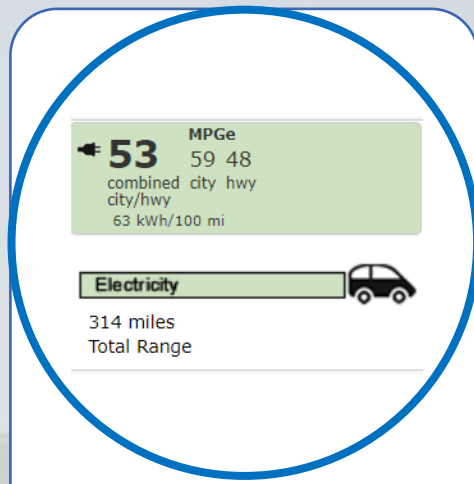 MPGe
53 59 48
combined city hwy
city/hwy
63 kWh/100 mi
Electricity
314 miles
Total Range